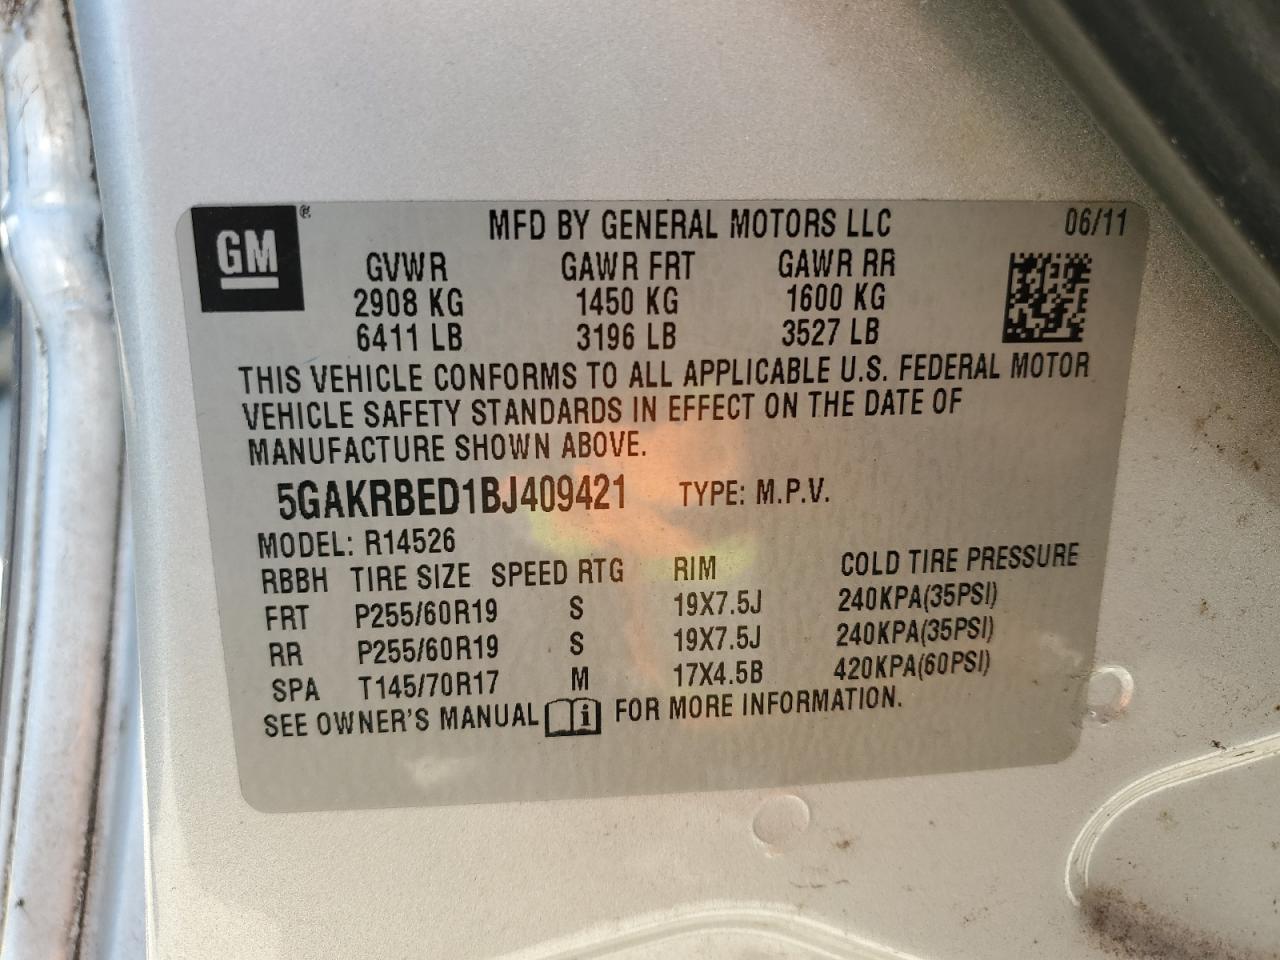 GM ® MFD BY GENERAL MOTORS LLC 06/11
GVWR GAWR FRT GAWR RR
2908 KG 1450 KG 1600 KG
6411 LB 3196 LB 3527 LB
THIS VEHICLE CONFORMS TO ALL APPLICABLE U.S. FEDERAL MOTOR
VEHICLE SAFETY STANDARDS IN EFFECT ON THE DATE OF
MANUFACTURE SHOWN ABOVE.
5GAKRBED1BJ409421 TYPE: M.P.V.
MODEL: R14526
RBBH TIRE SIZE SPEED RTG RIM COLD TIRE PRESSURE
FRT P255/60R19 S 19X7.5J 240KPA(35PSI)
RR P255/60R19 S 19X7.5J 240KPA(35PSI)
SPA T145/70R17 M 17X4.5B 420KPA(60PSI)
SEE OWNER'S MANUAL i FOR MORE INFORMATION.